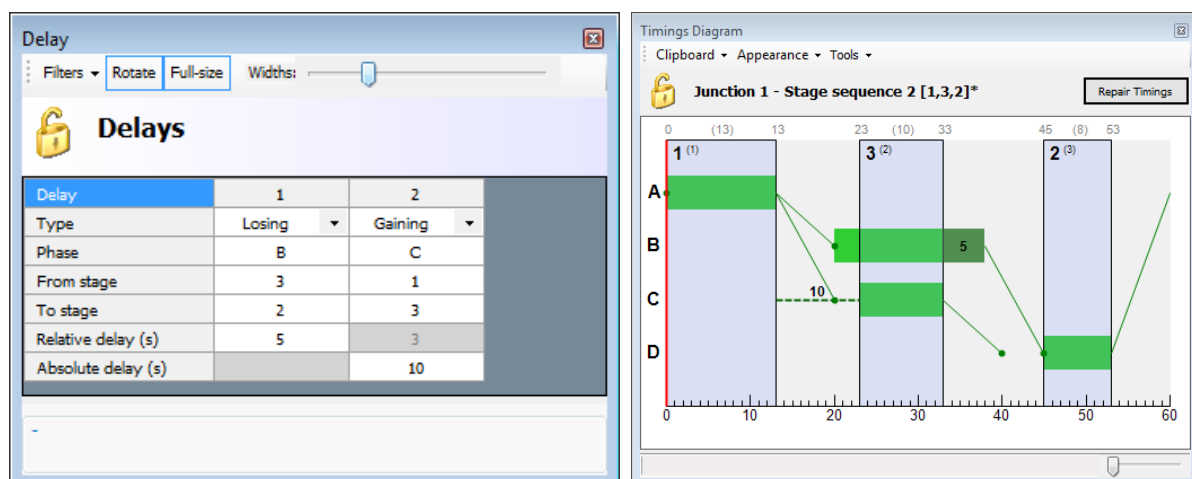 Delay
Filters Rotate Full-size Widths:
Delays
Delay 1 2
Type Losing Gaining
Phase B C
From stage 3 1
To stage 2 3
Relative delay (s) 5 3
Absolute delay (s) 10
-
Timings Diagram
Clipboard Appearance Tools
Junction 1 - Stage sequence 2 [1,3,2]* Repair Timings
0 (13) 13 23 (10) 33 45 (8) 53
1 (1) 3 (2) 2 (3)
A
B 5
C 10
D
0 10 20 30 40 50 60